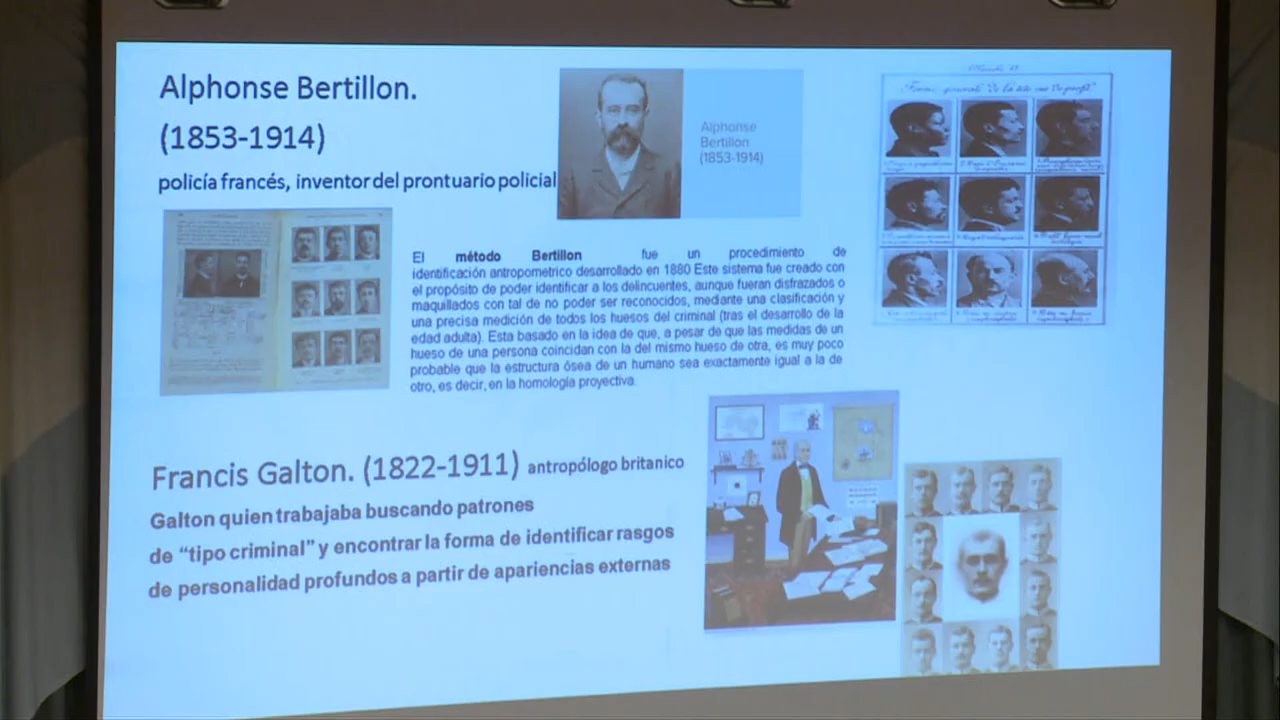 Alphonse Bertillon.
(1853-1914)
policía francés, inventor del prontuario policial
Alphonse
Bertillon
(1853-1914)
El método Bertillon fue un procedimiento de
identificación antropometrico desarrollado en 1880 Este sistema fue creado con
el propósito de poder identificar a los delincuentes, aunque fueran disfrazados o
maquillados con tal de no poder ser reconocidos, mediante una clasificación y
una precisa medición de todos los huesos del criminal (tras el desarrollo de la
edad adulta). Esta basado en la idea de que, a pesar de que las medidas de un
hueso de una persona coincidan con la del mismo hueso de otra, es muy poco
probable que la estructura ósea de un humano sea exactamente igual a la de
otro, es decir, en la homología proyectiva.
Francis Galton. (1822-1911) antropólogo britanico
Galton quien trabajaba buscando patrones
de “tipo criminal” y encontrar la forma de identificar rasgos
de personalidad profundos a partir de apariencias externas